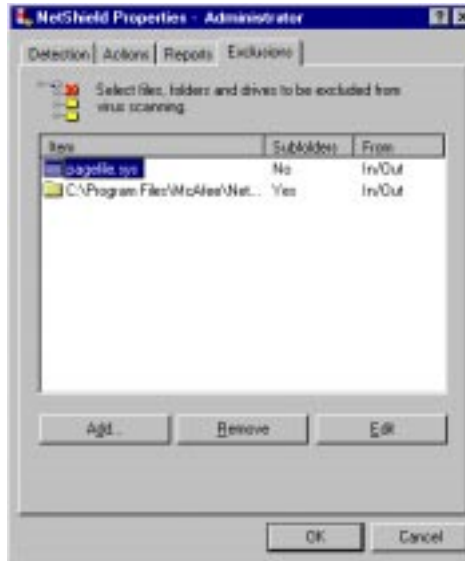 NetShield Properties - Administrator
Detection Actions Reports Exclusions
Select files, folders and drives to be excluded from
virus scanning.
Item Subfolders From
pagefile.sys No In/Out
C:\Program Files\McAfee\Net... Yes In/Out
Add... Remove Edit
OK Cancel